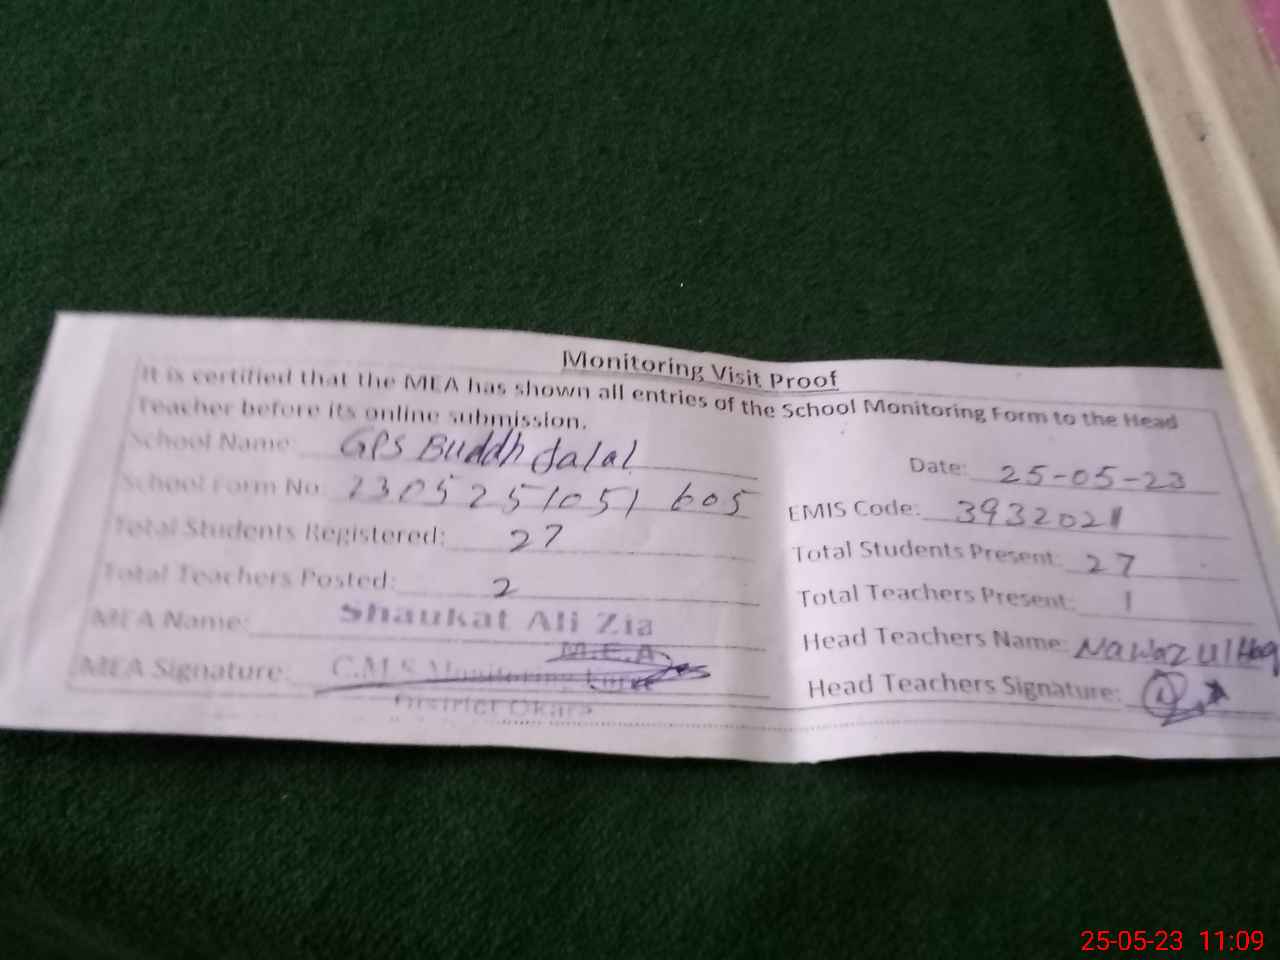 Monitoring Visit Proof
It is certified that the MEA has shown all entries of the School Monitoring Form to the Head
Teacher before its online submission.
School Name: GPS Buddh Jalal
Date: 25-05-23
School Form No: 2305251051605
EMIS Code: 3932021
Total Students Registered: 27
Total Students Present: 27
Total Teachers Posted: 2
Total Teachers Present: 1
MEA Name: Shaukat Ali Zia
Head Teachers Name: Nawaz Ul Haq
M.E.A.
MEA Signature: C.M.S Monitoring Force
Head Teachers Signature:
District Okara
25-05-23 11:09